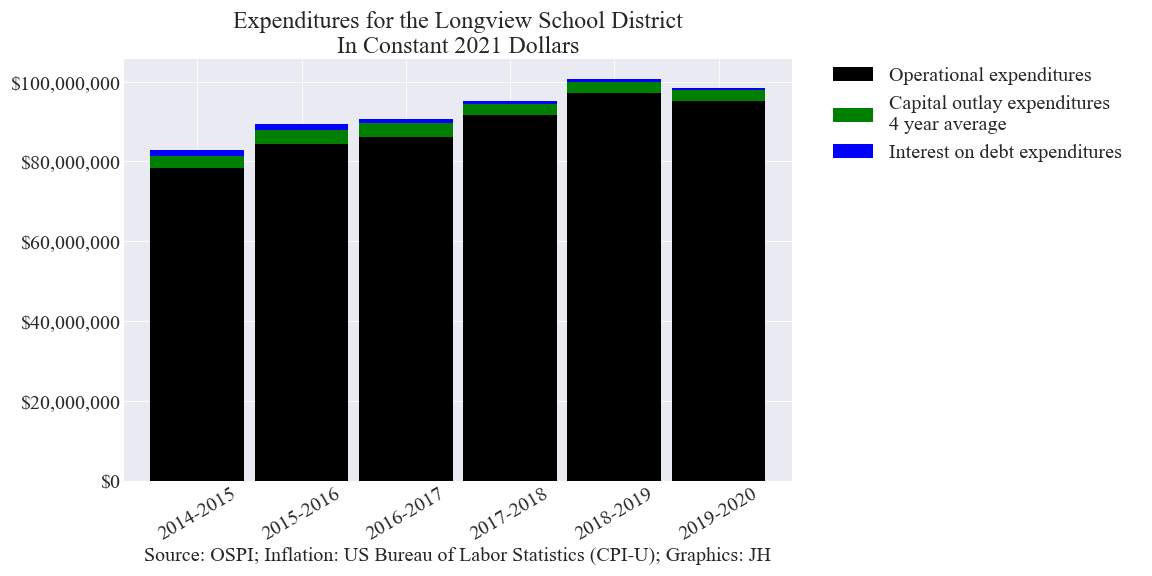 Expenditures for the Longview School District
In Constant 2021 Dollars
$100,000,000
$80,000,000
$60,000,000
$40,000,000
$20,000,000
$0
Operational expenditures
Capital outlay expenditures
4 year average
Interest on debt expenditures
2014-2015
2015-2016
2016-2017
2017-2018
2018-2019
2019-2020
Source: OSPI; Inflation: US Bureau of Labor Statistics (CPI-U); Graphics: JH